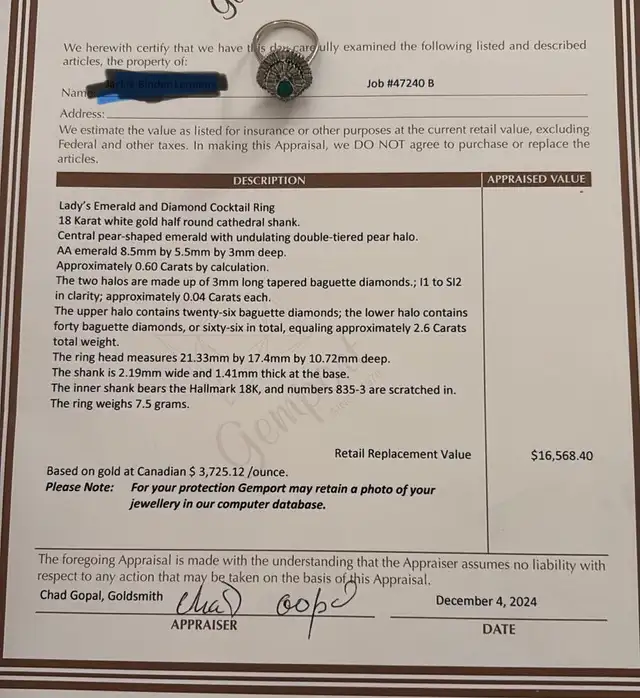 We herewith certify that we have this day carefully examined the following listed and described
articles, the property of:
Name
Job #47240 B
Address:
We estimate the value as listed for insurance or other purposes at the current retail value, excluding
Federal and other taxes. In making this Appraisal, we DO NOT agree to purchase or replace the
articles.
DESCRIPTION
APPRAISED VALUE
Lady's Emerald and Diamond Cocktail Ring
18 Karat white gold half round cathedral shank.
Central pear-shaped emerald with undulating double-tiered pear halo.
AA emerald 8.5mm by 5.5mm by 3mm deep.
Approximately 0.60 Carats by calculation.
The two halos are made up of 3mm long tapered baguette diamonds.; I1 to SI2
in clarity; approximately 0.04 Carats each.
The upper halo contains twenty-six baguette diamonds; the lower halo contains
forty baguette diamonds, or sixty-six in total, equaling approximately 2.6 Carats
total weight.
The ring head measures 21.33mm by 17.4mm by 10.72mm deep.
The shank is 2.19mm wide and 1.41mm thick at the base.
The inner shank bears the Hallmark 18K, and numbers 835-3 are scratched in.
The ring weighs 7.5 grams.
Gemport
Retail Replacement Value
$16,568.40
Based on gold at Canadian $ 3,725.12 /ounce.
Please Note: For your protection Gemport may retain a photo of your
jewellery in our computer database.
The foregoing Appraisal is made with the understanding that the Appraiser assumes no liability with
respect to any action that may be taken on the basis of this Appraisal.
Chad Gopal, Goldsmith
December 4, 2024
APPRAISER
DATE